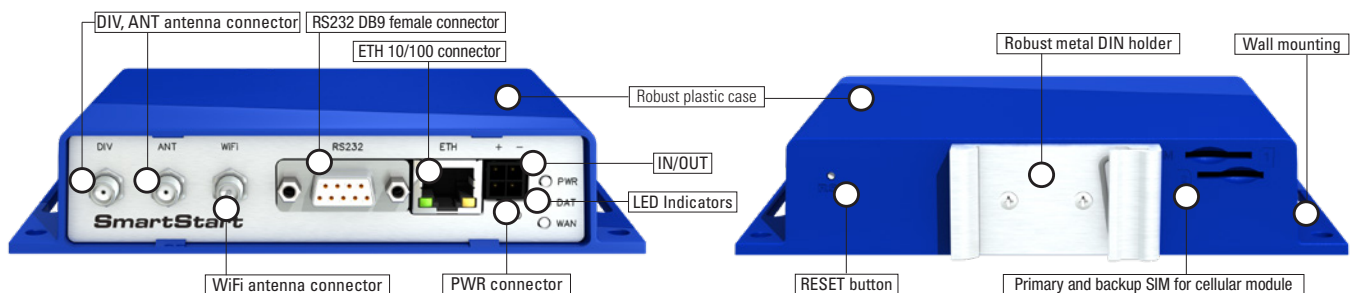 DIV, ANT antenna connector
RS232 DB9 female connector
ETH 10/100 connector
Robust plastic case
Robust metal DIN holder
Wall mounting
DIV
ANT
WiFi
RS232
ETH
+ −
IN/OUT
PWR
DAT
WAN
LED Indicators
SmartStart
WiFi antenna connector
PWR connector
RESET button
Primary and backup SIM for cellular module